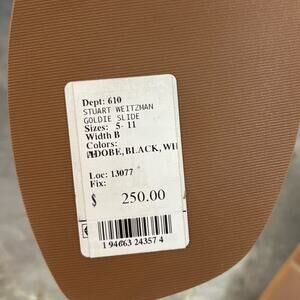 Dept: 610
STUART WEITZMAN
GOLDIE SLIDE
Sizes: 5- 11
Width B
Colors:
ADOBE, BLACK, WH
Loc: 13077
Fix:
$ 250.00
1 94663 24357 4